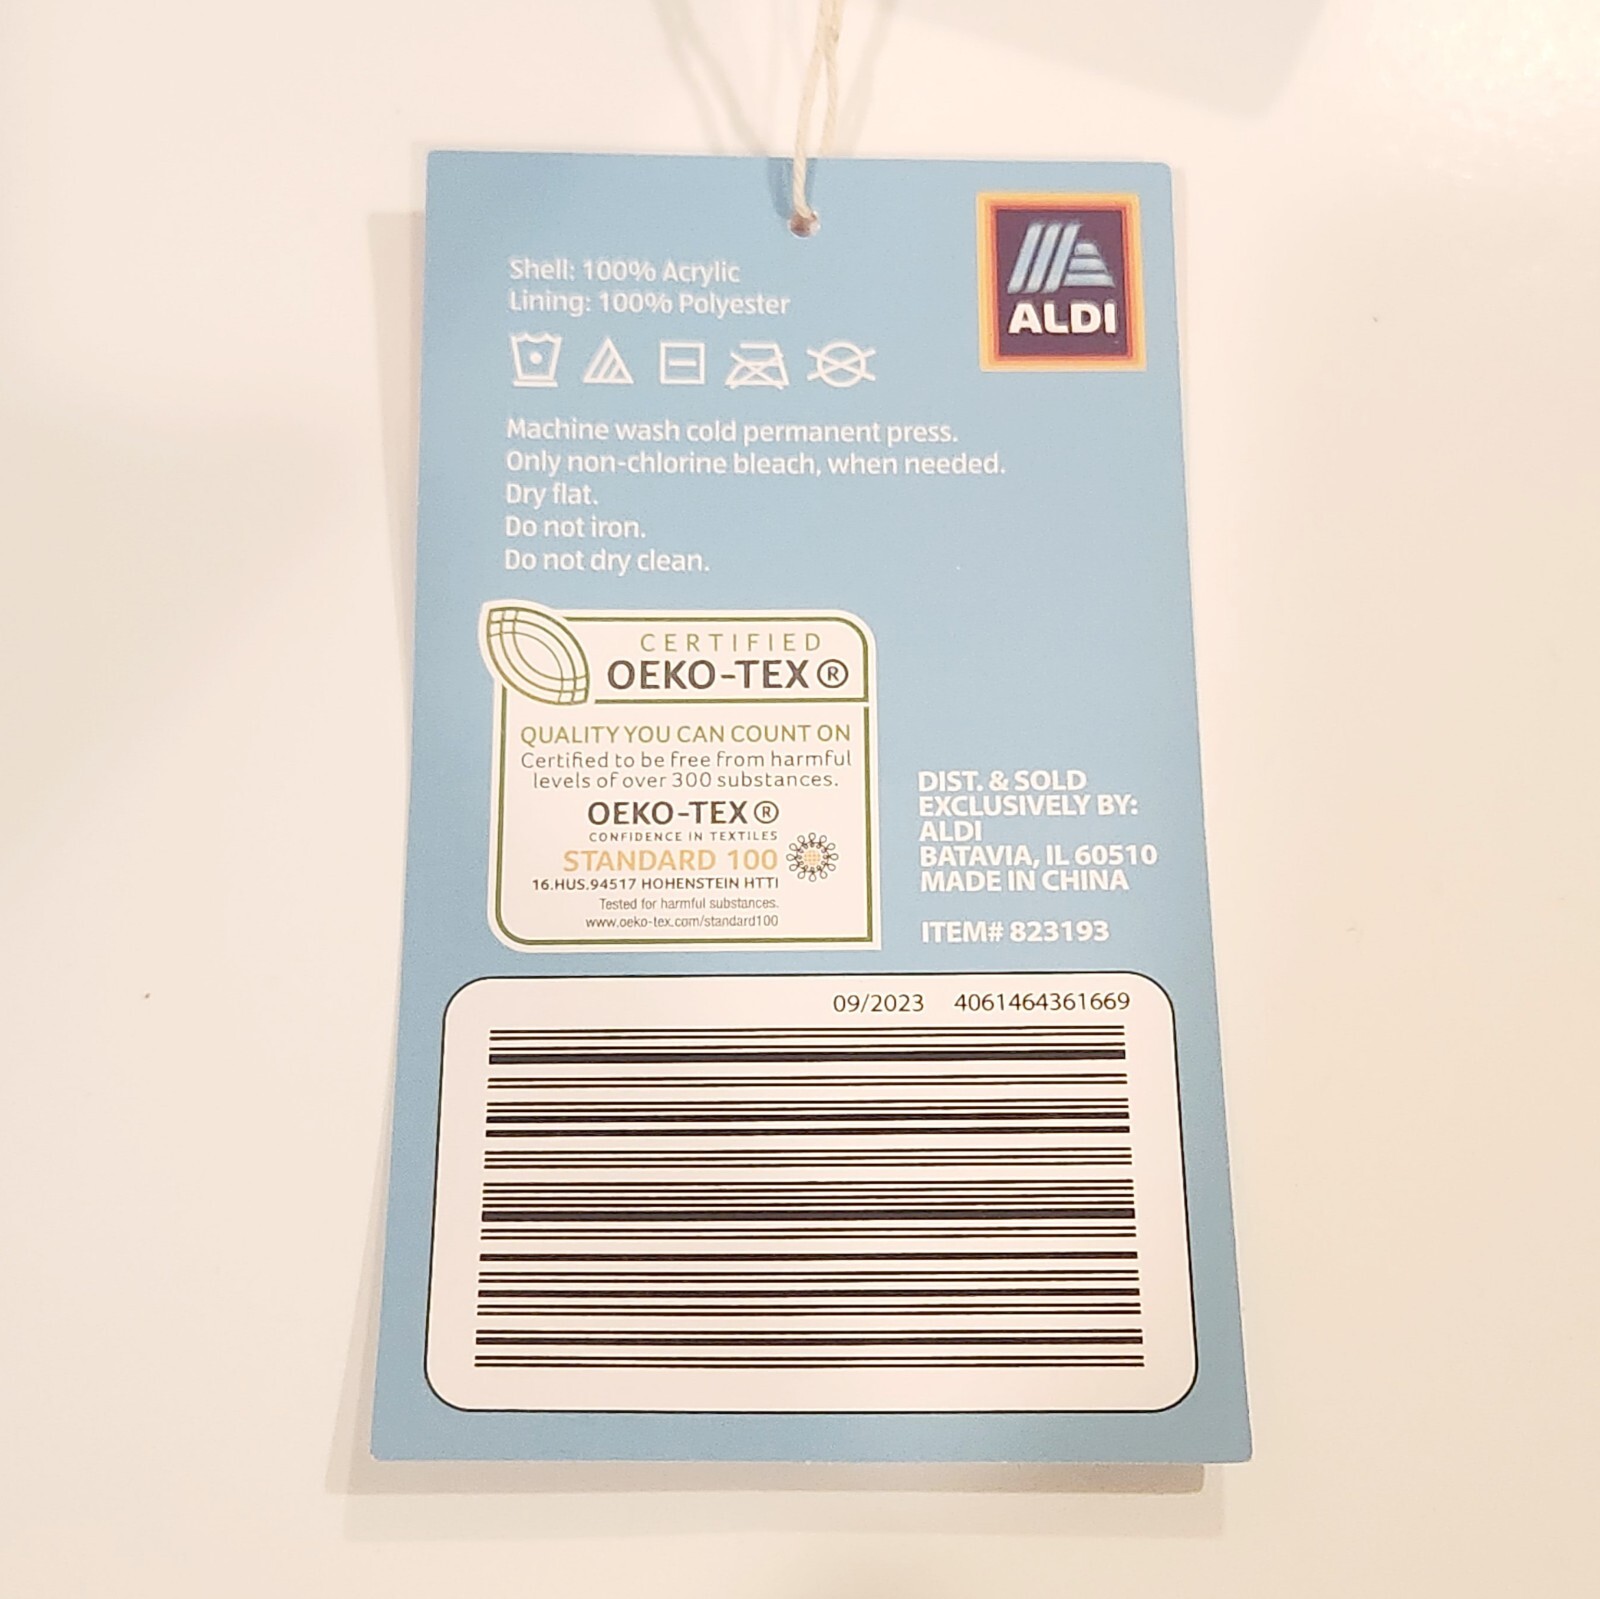 ALDI
Shell: 100% Acrylic
Lining: 100% Polyester
Machine wash cold permanent press.
Only non-chlorine bleach, when needed.
Dry flat.
Do not iron.
Do not dry clean.
CERTIFIED
OEKO-TEX®
QUALITY YOU CAN COUNT ON
Certified to be free from harmful
levels of over 300 substances.
OEKO-TEX®
CONFIDENCE IN TEXTILES
STANDARD 100
16.HUS.94517 HOHENSTEIN HTTI
Tested for harmful substances.
www.oeko-tex.com/standard100
DIST. & SOLD
EXCLUSIVELY BY:
ALDI
BATAVIA, IL 60510
MADE IN CHINA
ITEM# 823193
09/2023 4061464361669